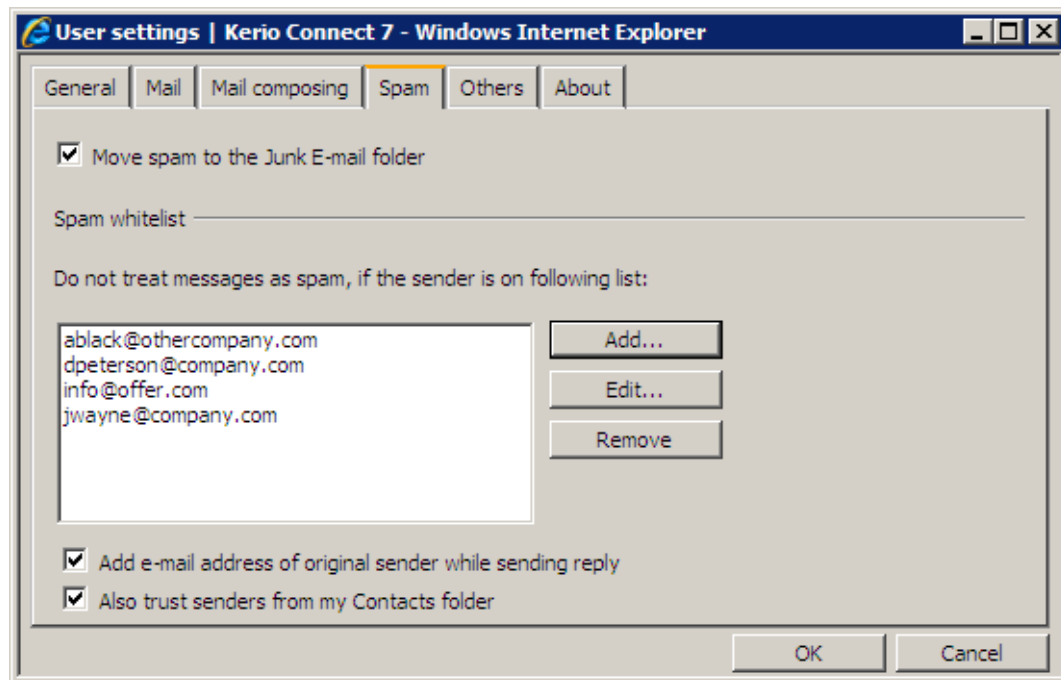 User settings | Kerio Connect 7 - Windows Internet Explorer
General Mail Mail composing Spam Others About
Move spam to the Junk E-mail folder
Spam whitelist
Do not treat messages as spam, if the sender is on following list:
ablack@othercompany.com
dpeterson@company.com
info@offer.com
jwayne@company.com
Add...
Edit...
Remove
Add e-mail address of original sender while sending reply
Also trust senders from my Contacts folder
OK Cancel